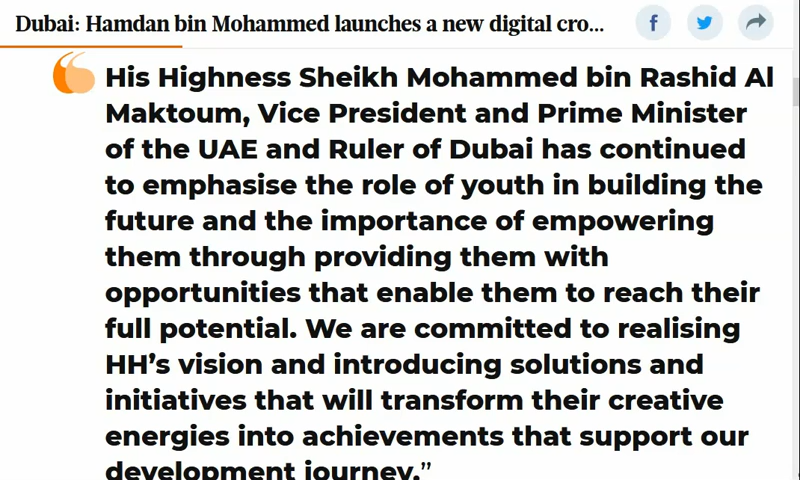 Dubai: Hamdan bin Mohammed launches a new digital cro...
His Highness Sheikh Mohammed bin Rashid Al
Maktoum, Vice President and Prime Minister
of the UAE and Ruler of Dubai has continued
to emphasise the role of youth in building the
future and the importance of empowering
them through providing them with
opportunities that enable them to reach their
full potential. We are committed to realising
HH’s vision and introducing solutions and
initiatives that will transform their creative
energies into achievements that support our
development journey.”